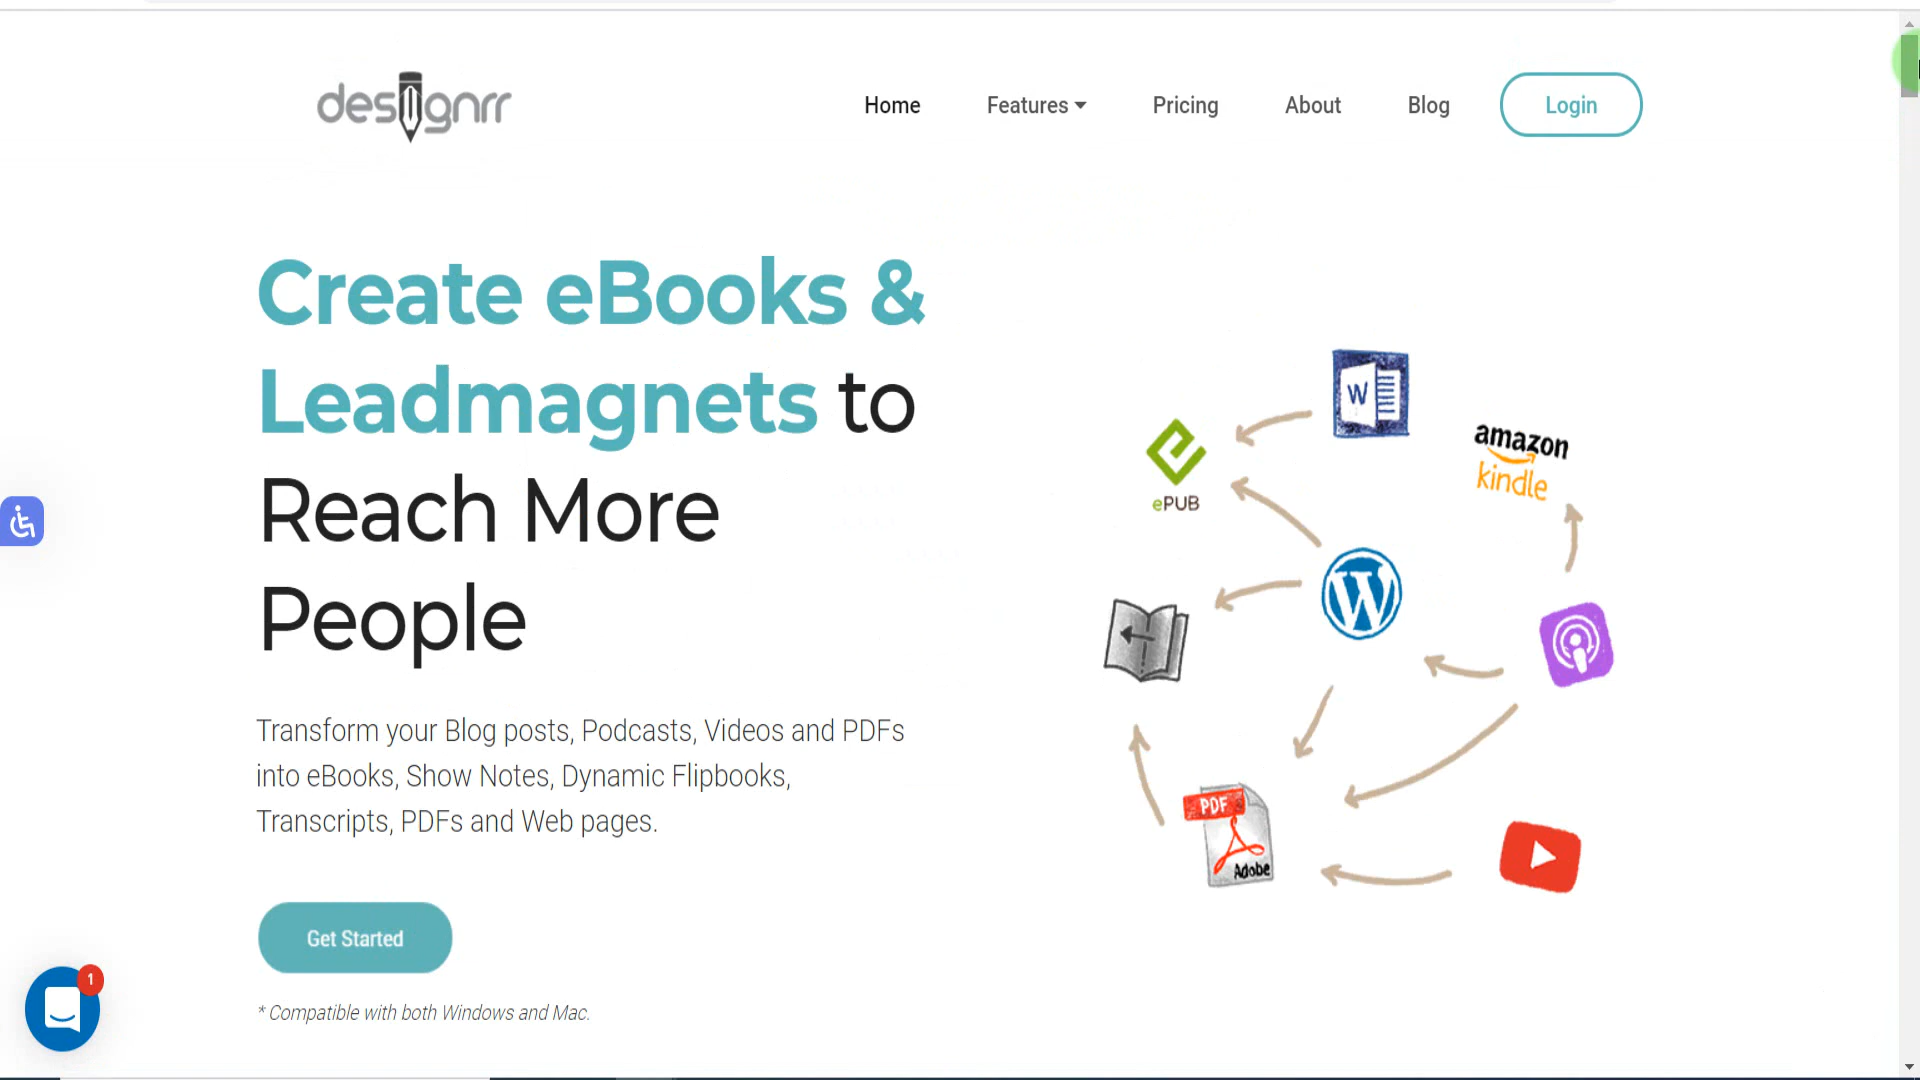 designrr
Home
Features
Pricing
About
Blog
Login
Create eBooks &
Leadmagnets to
Reach More
People
Transform your Blog posts, Podcasts, Videos and PDFs
into eBooks, Show Notes, Dynamic Flipbooks,
Transcripts, PDFs and Web pages.
Get Started
* Compatible with both Windows and Mac.
1
W
amazon
kindle
ePUB
W
PDF
Adobe